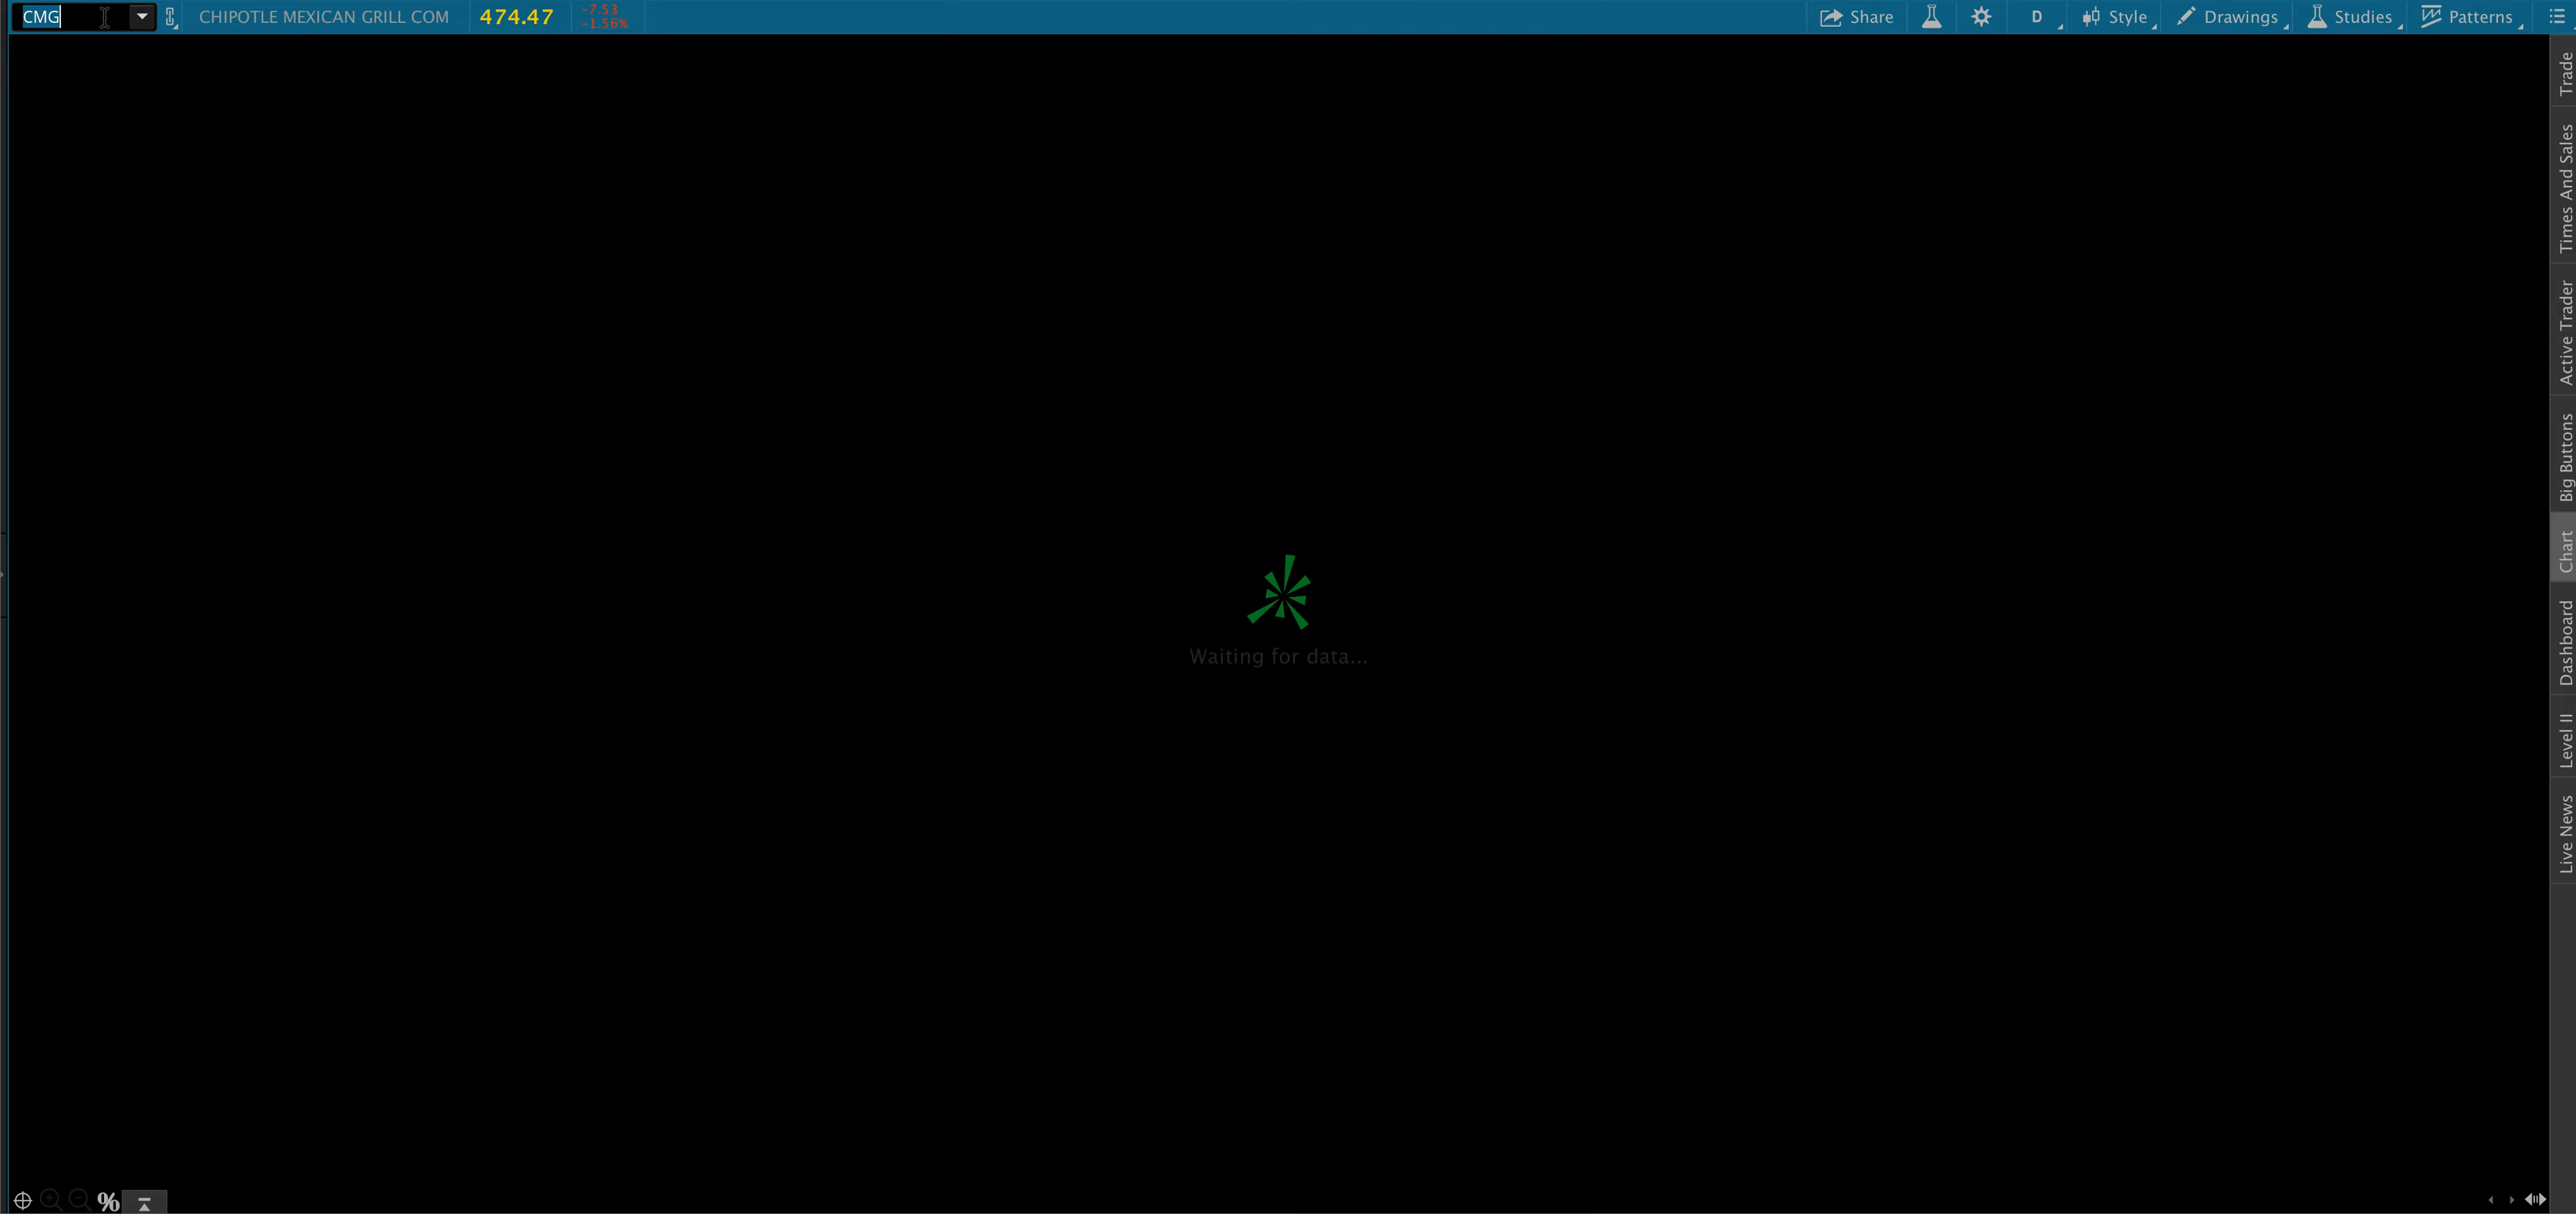 CMG CHIPOTLE MEXICAN GRILL COM 474.47 -7.53
-1.56%
Share D Style Drawings Studies Patterns
Trade
Times And Sales
Active Trader
Big Buttons
Chart
Dashboard
Level II
Live News
Waiting for data...
%